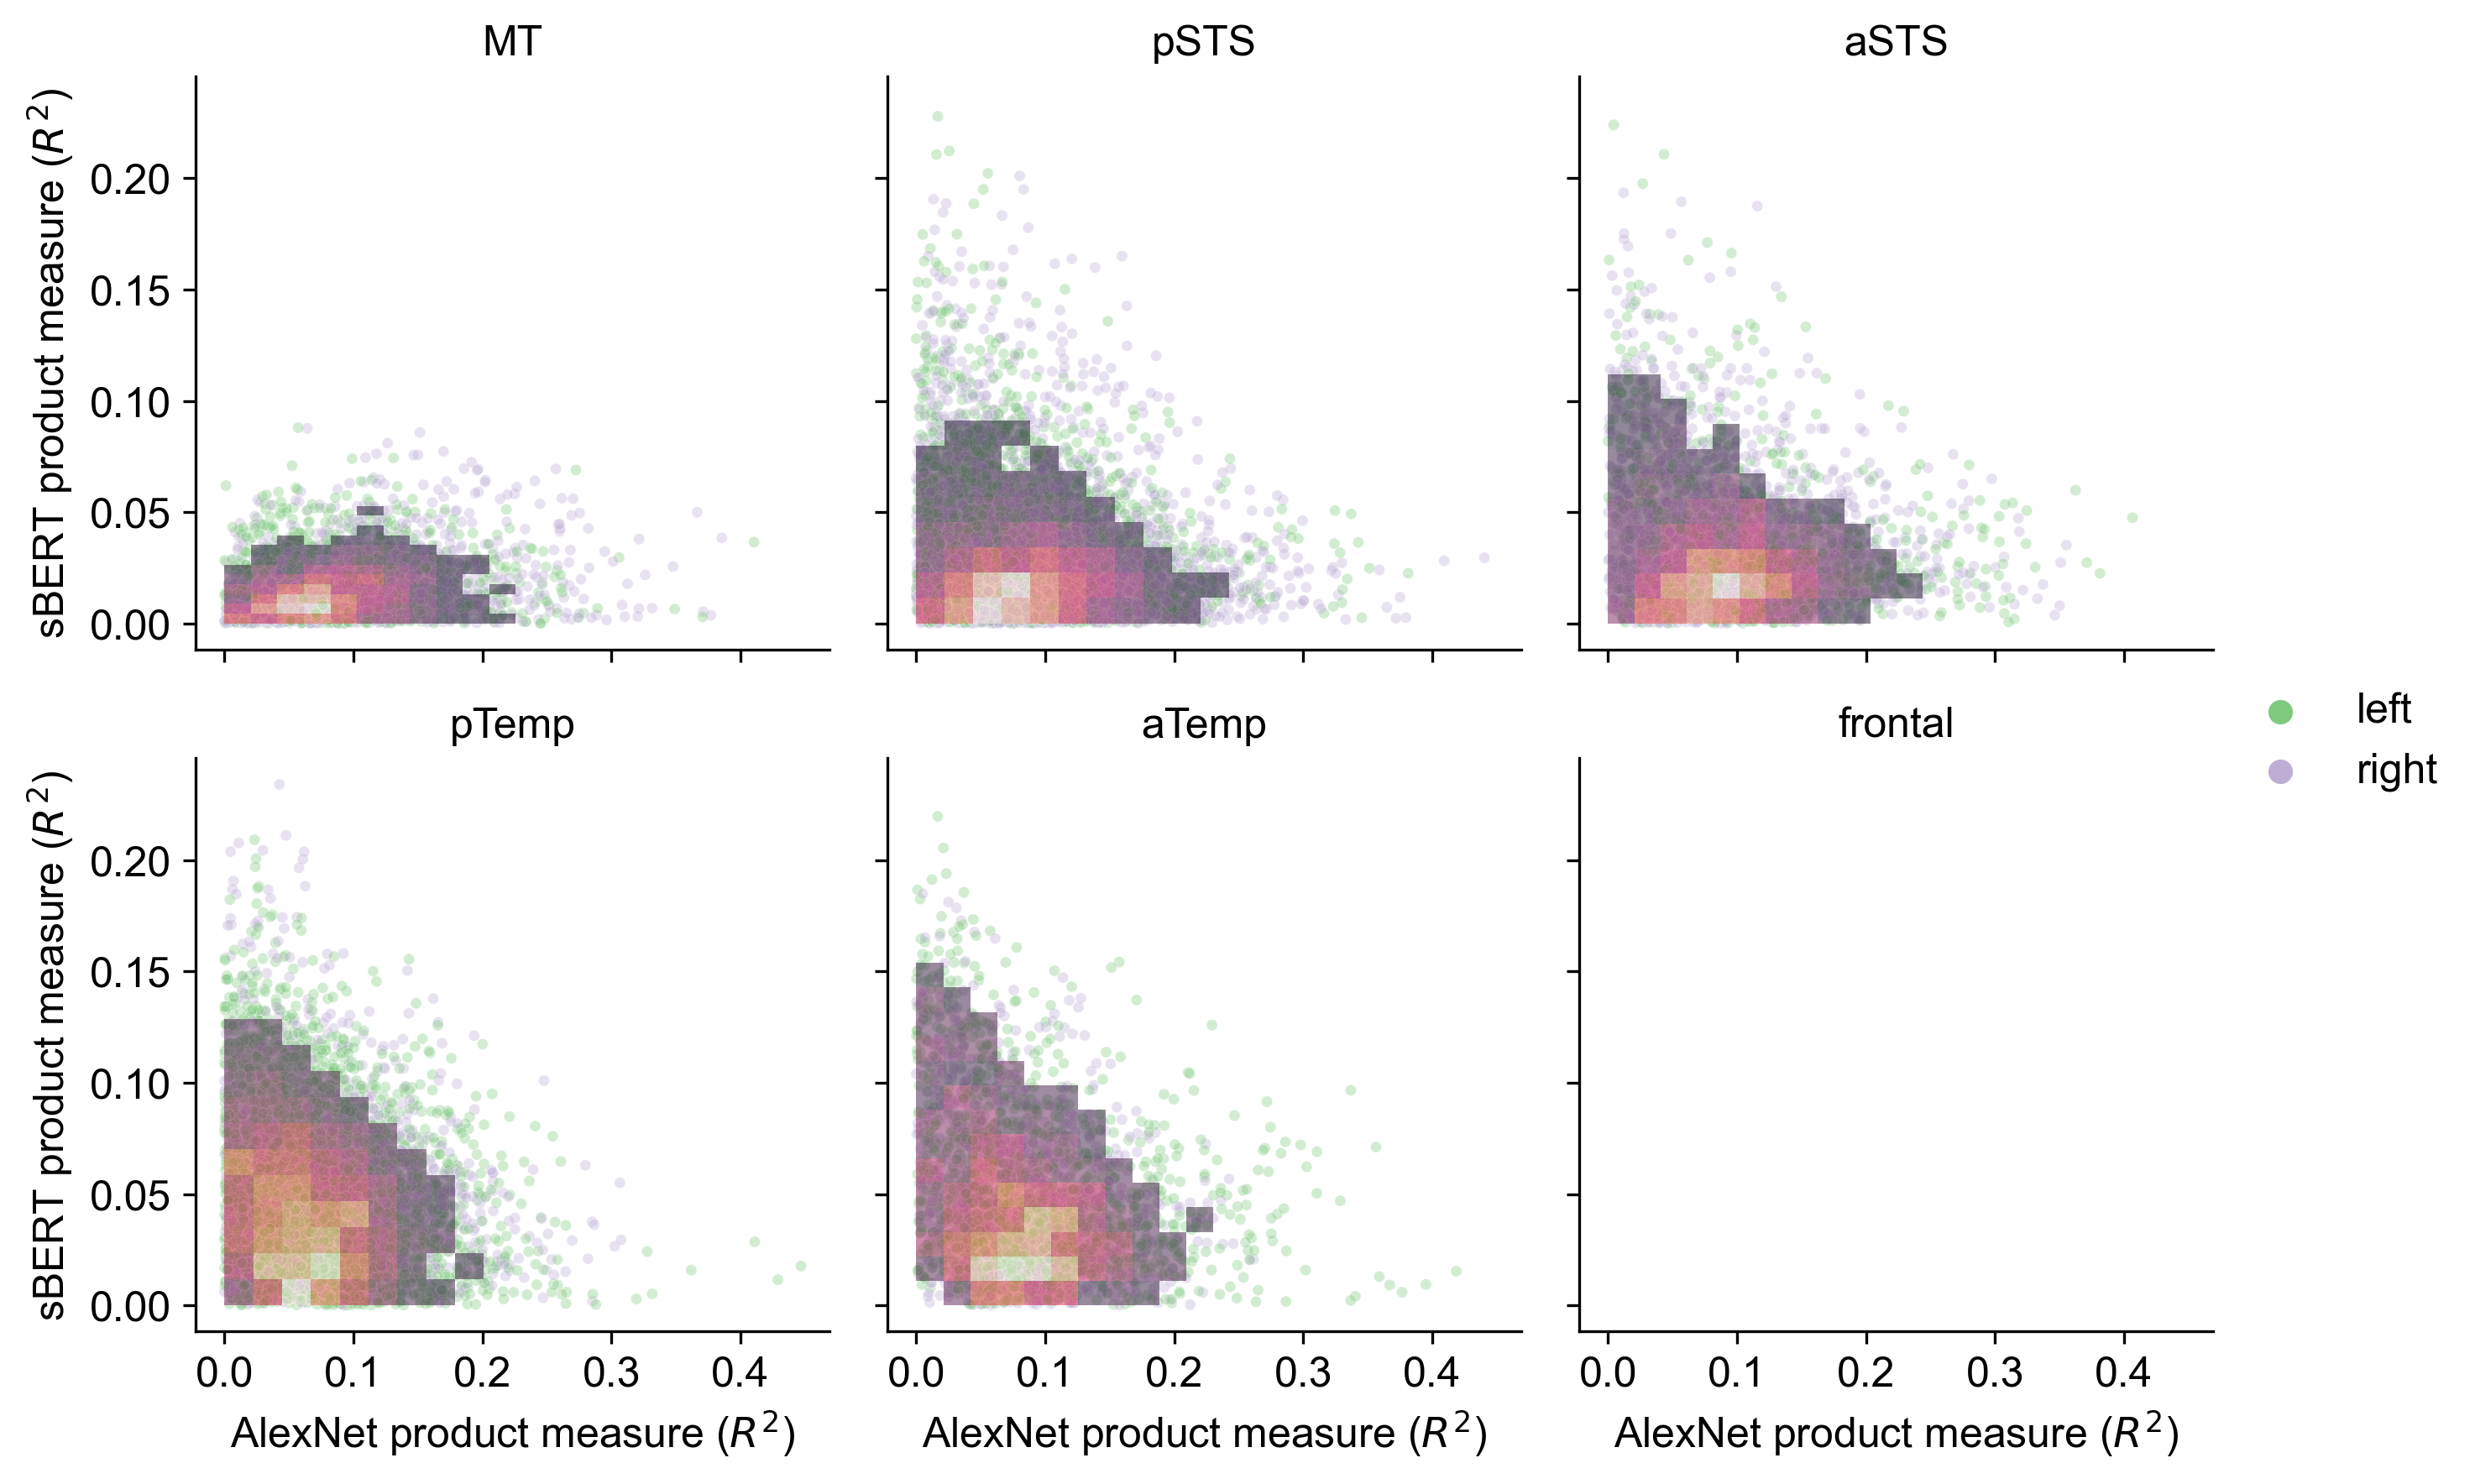 MT
pSTS
aSTS
sBERT product measure (R²)
0.20
0.15
0.10
0.05
0.00
pTemp
aTemp
frontal
left
right
sBERT product measure (R²)
0.20
0.15
0.10
0.05
0.00
0.0 0.1 0.2 0.3 0.4
0.0 0.1 0.2 0.3 0.4
0.0 0.1 0.2 0.3 0.4
AlexNet product measure (R²)
AlexNet product measure (R²)
AlexNet product measure (R²)